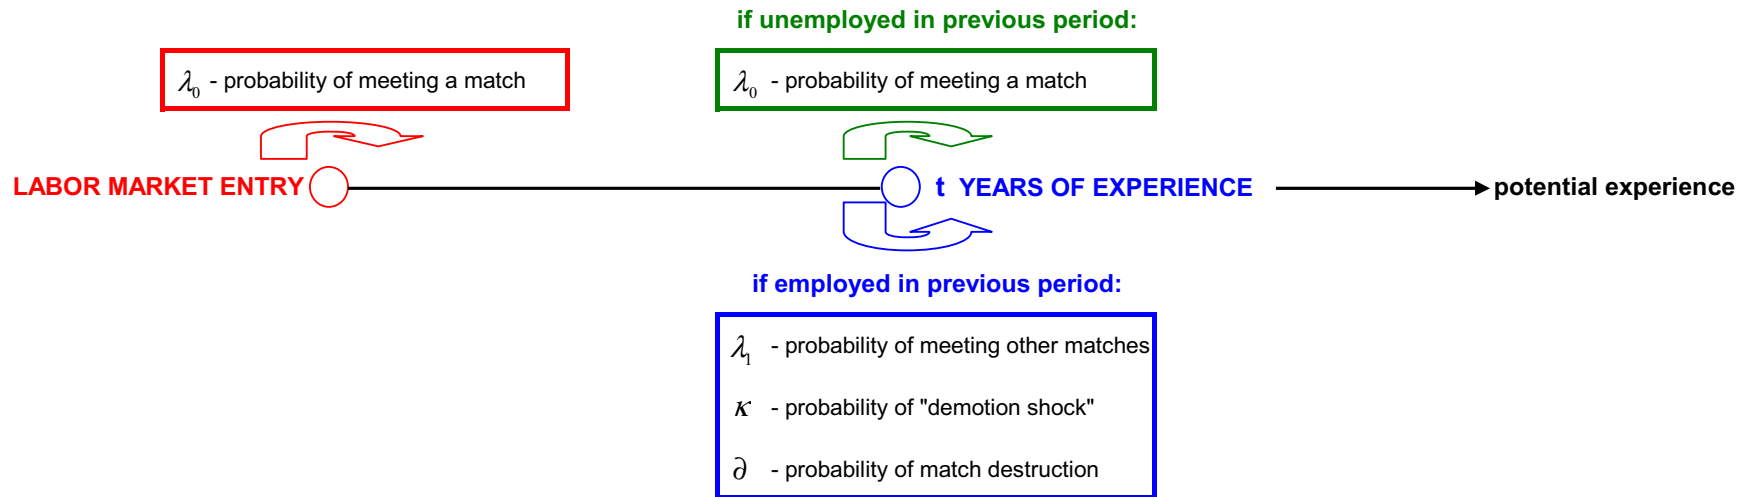 if unemployed in previous period:
λ₀ - probability of meeting a match
λ₀ - probability of meeting a match
LABOR MARKET ENTRY
t YEARS OF EXPERIENCE
potential experience
if employed in previous period:
λ₁ - probability of meeting other matches
κ - probability of "demotion shock"
∂ - probability of match destruction